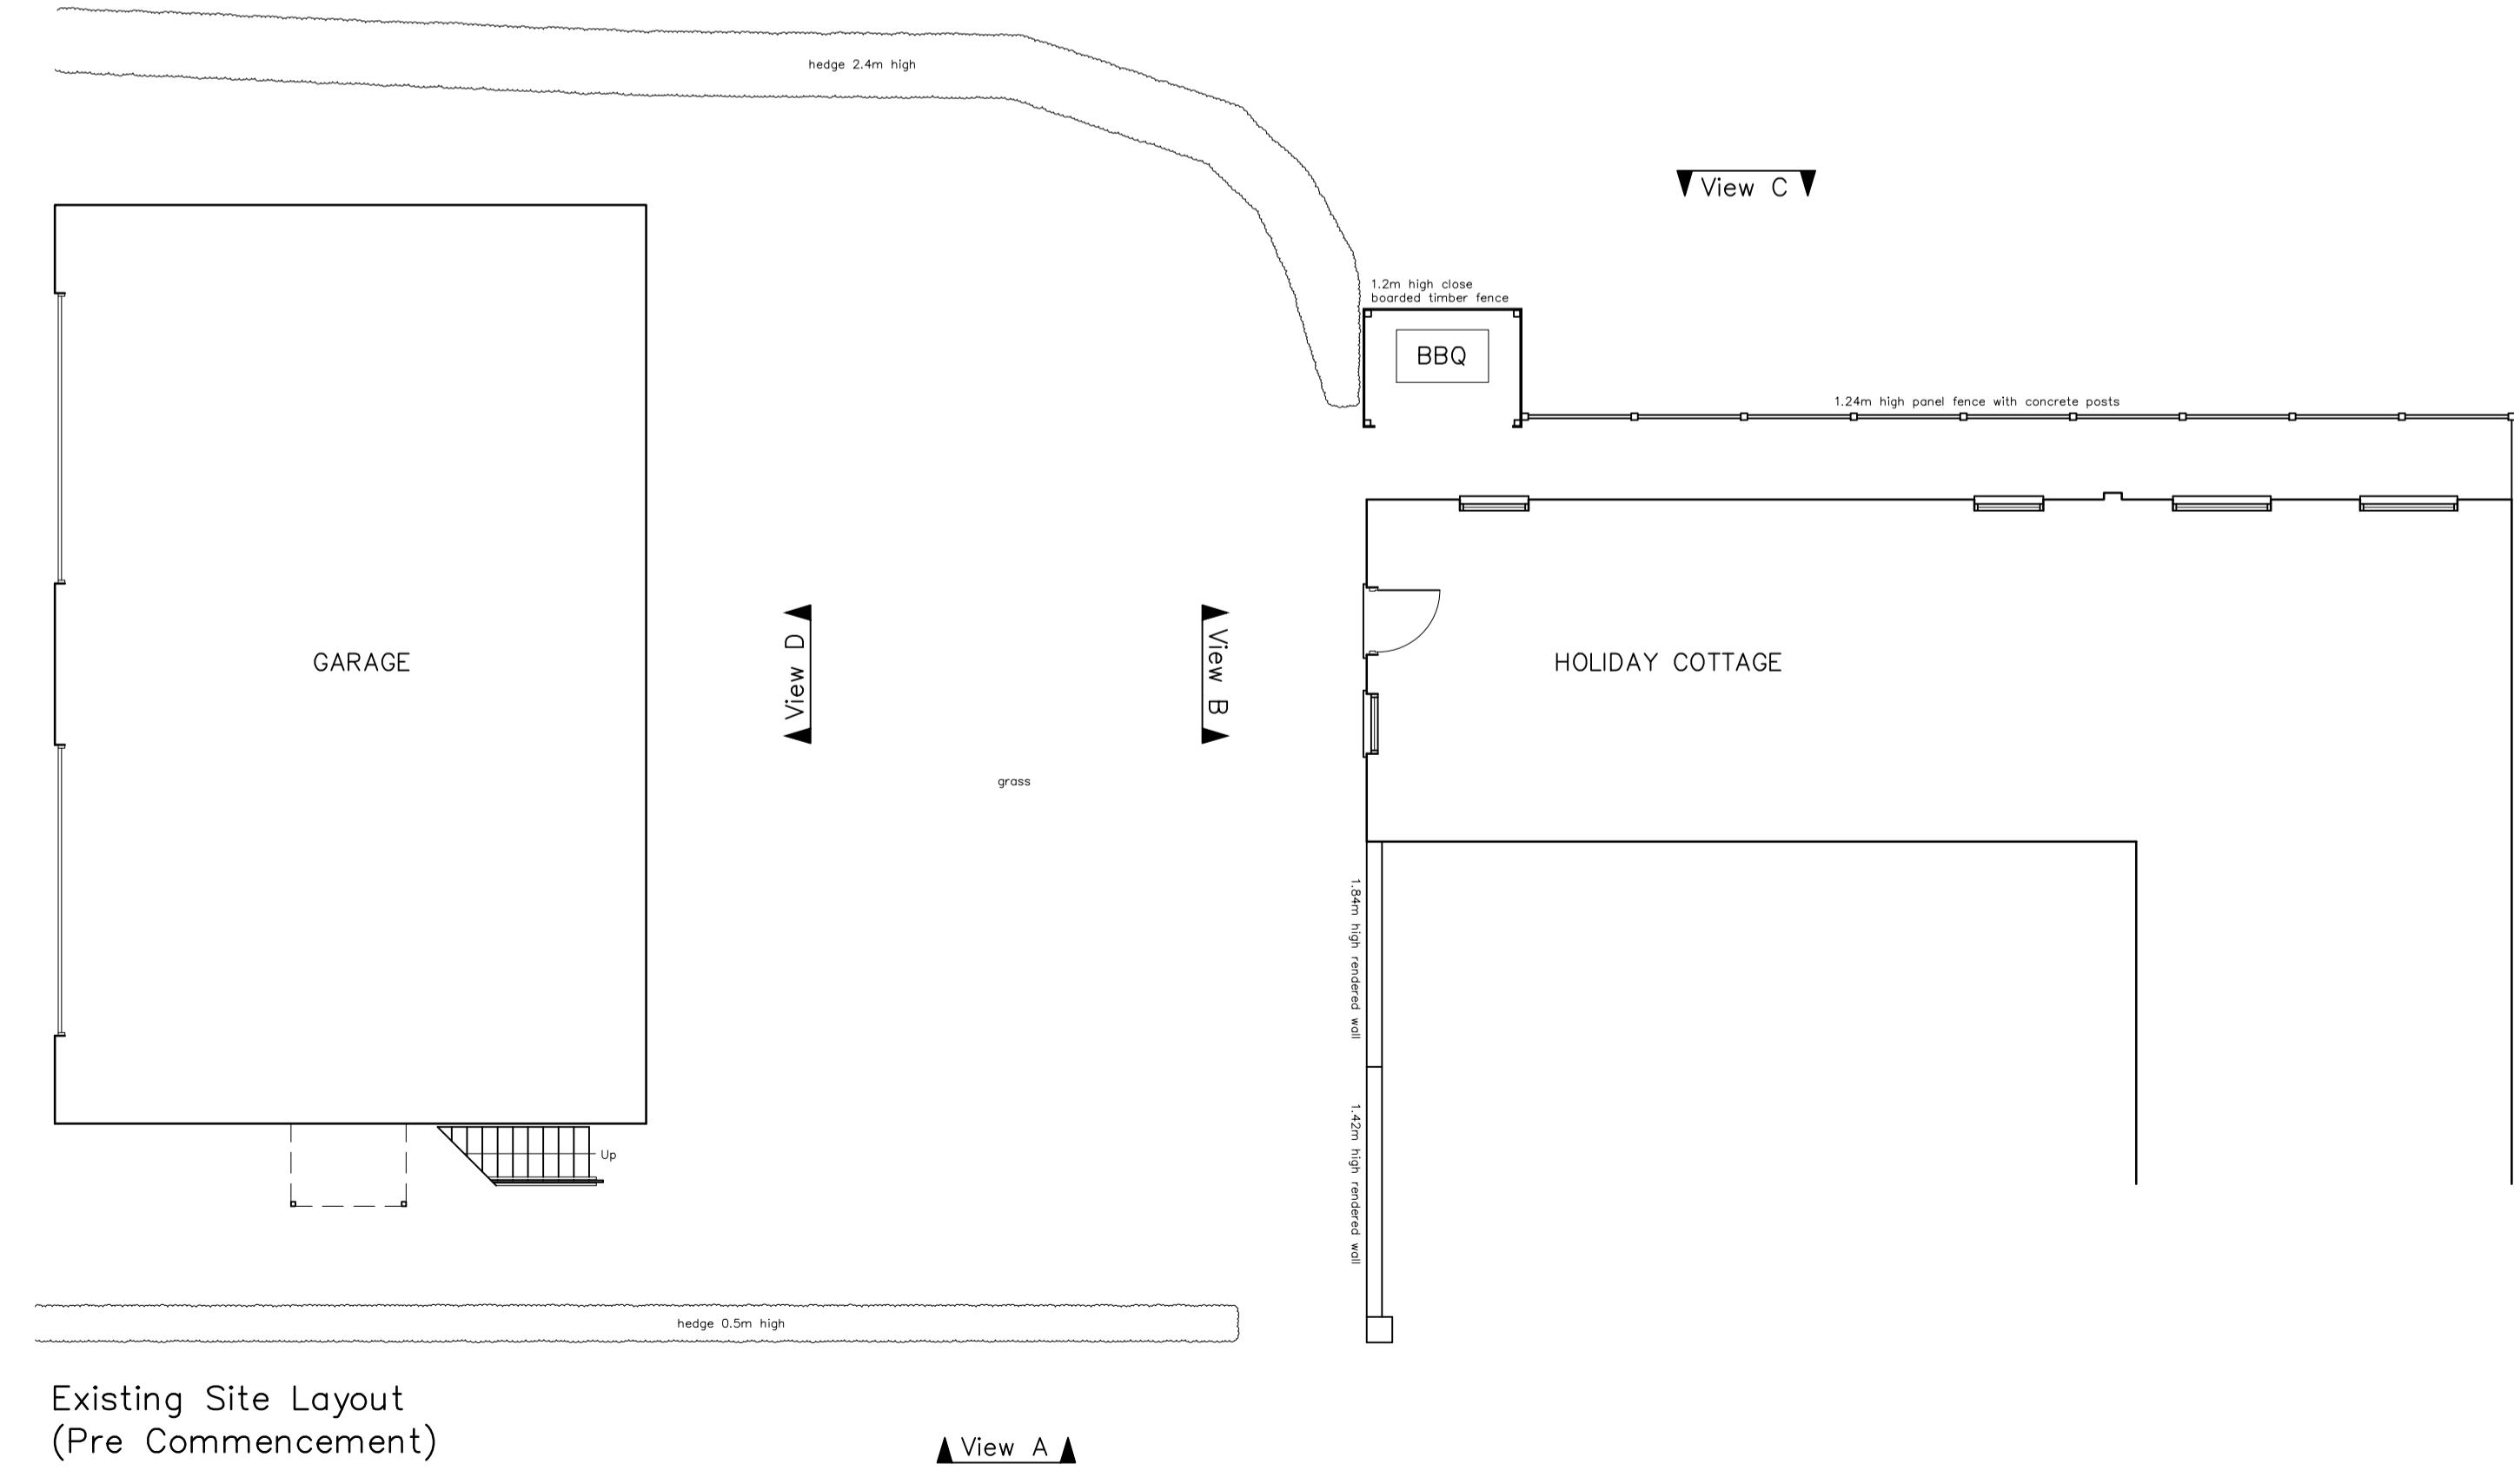 hedge 2.4m high
View C
1.2m high close
boarded timber fence
BBQ
1.24m high panel fence with concrete posts
GARAGE
View D
View B
HOLIDAY COTTAGE
grass
1.84m high rendered wall
1.42m high rendered wall
Up
hedge 0.5m high
Existing Site Layout
(Pre Commencement)
View A